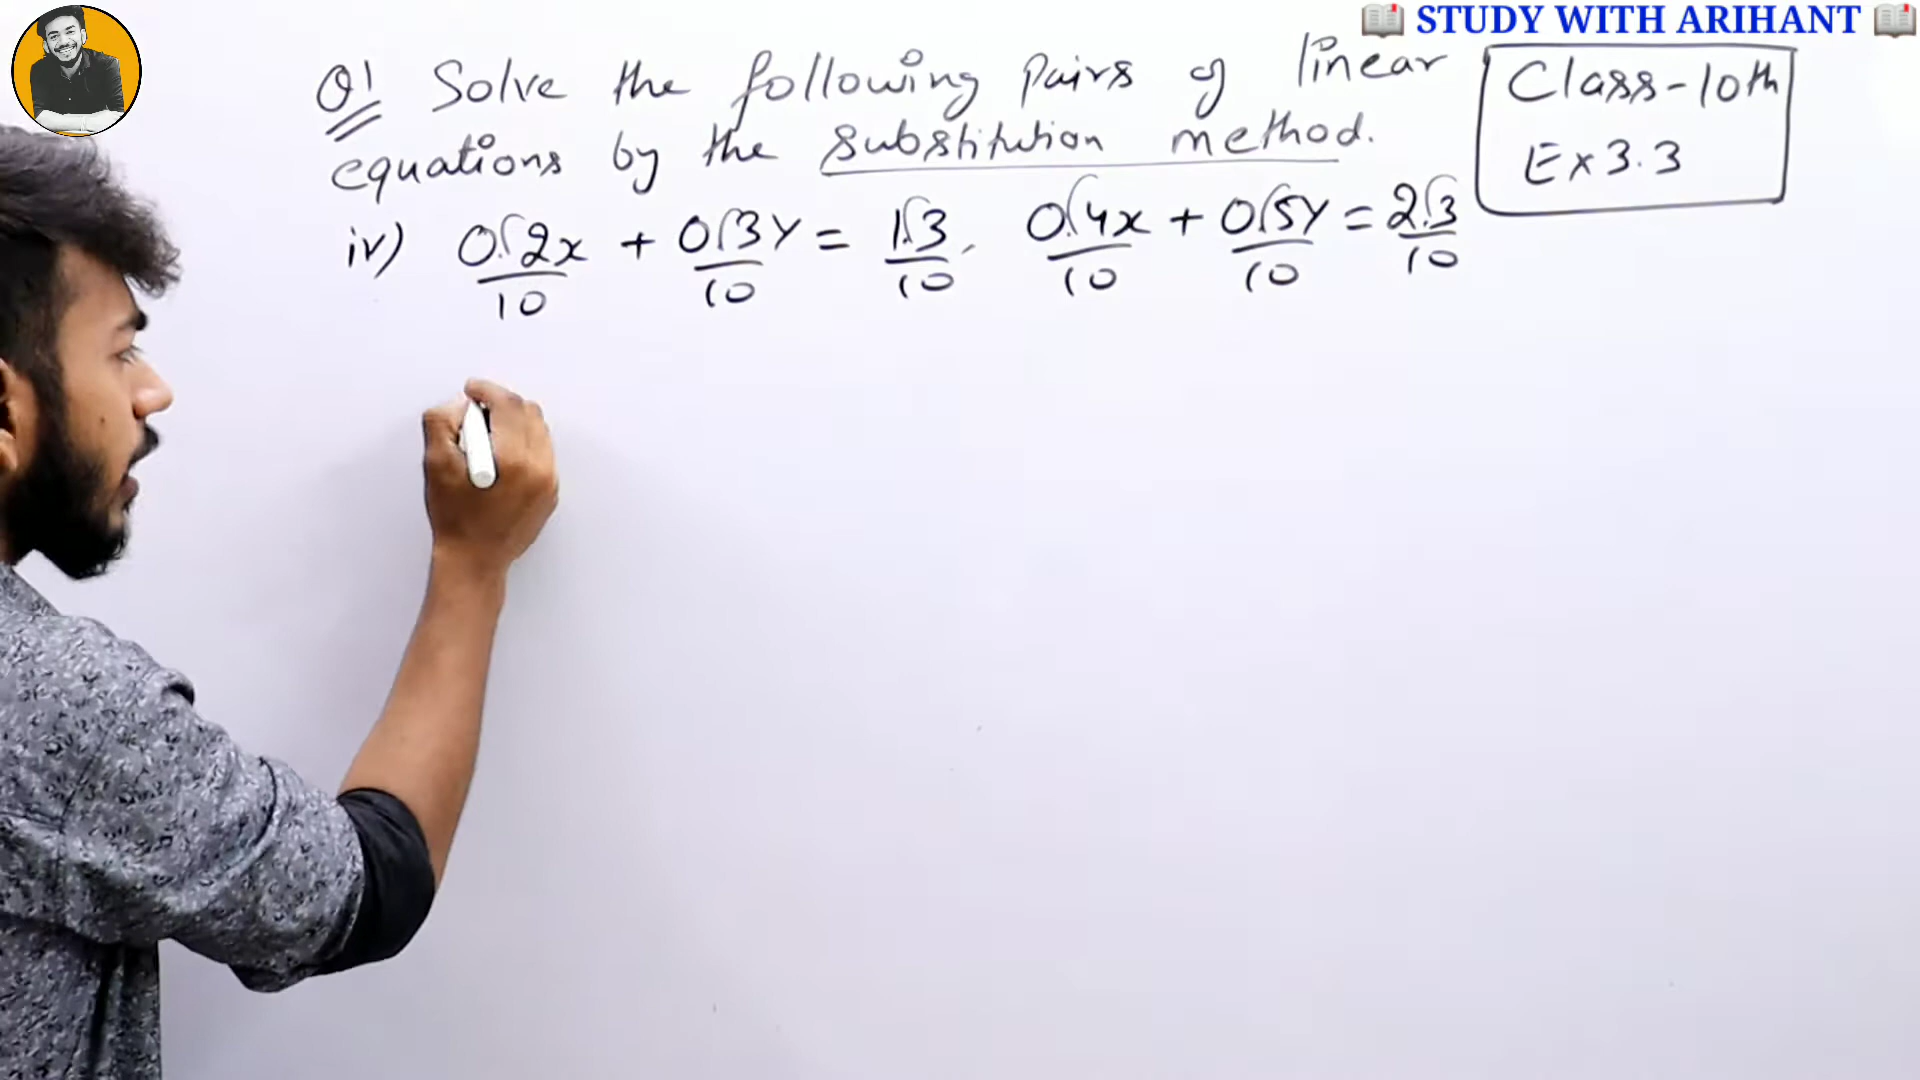 📖 STUDY WITH ARIHANT 📖
Q1 Solve the following pairs of linear
equations by the substitution method.
Class-10th
Ex 3.3
iv) 0.2x/10 + 0.3y/10 = 1.3/10, 0.4x/10 + 0.5y/10 = 2.3/10